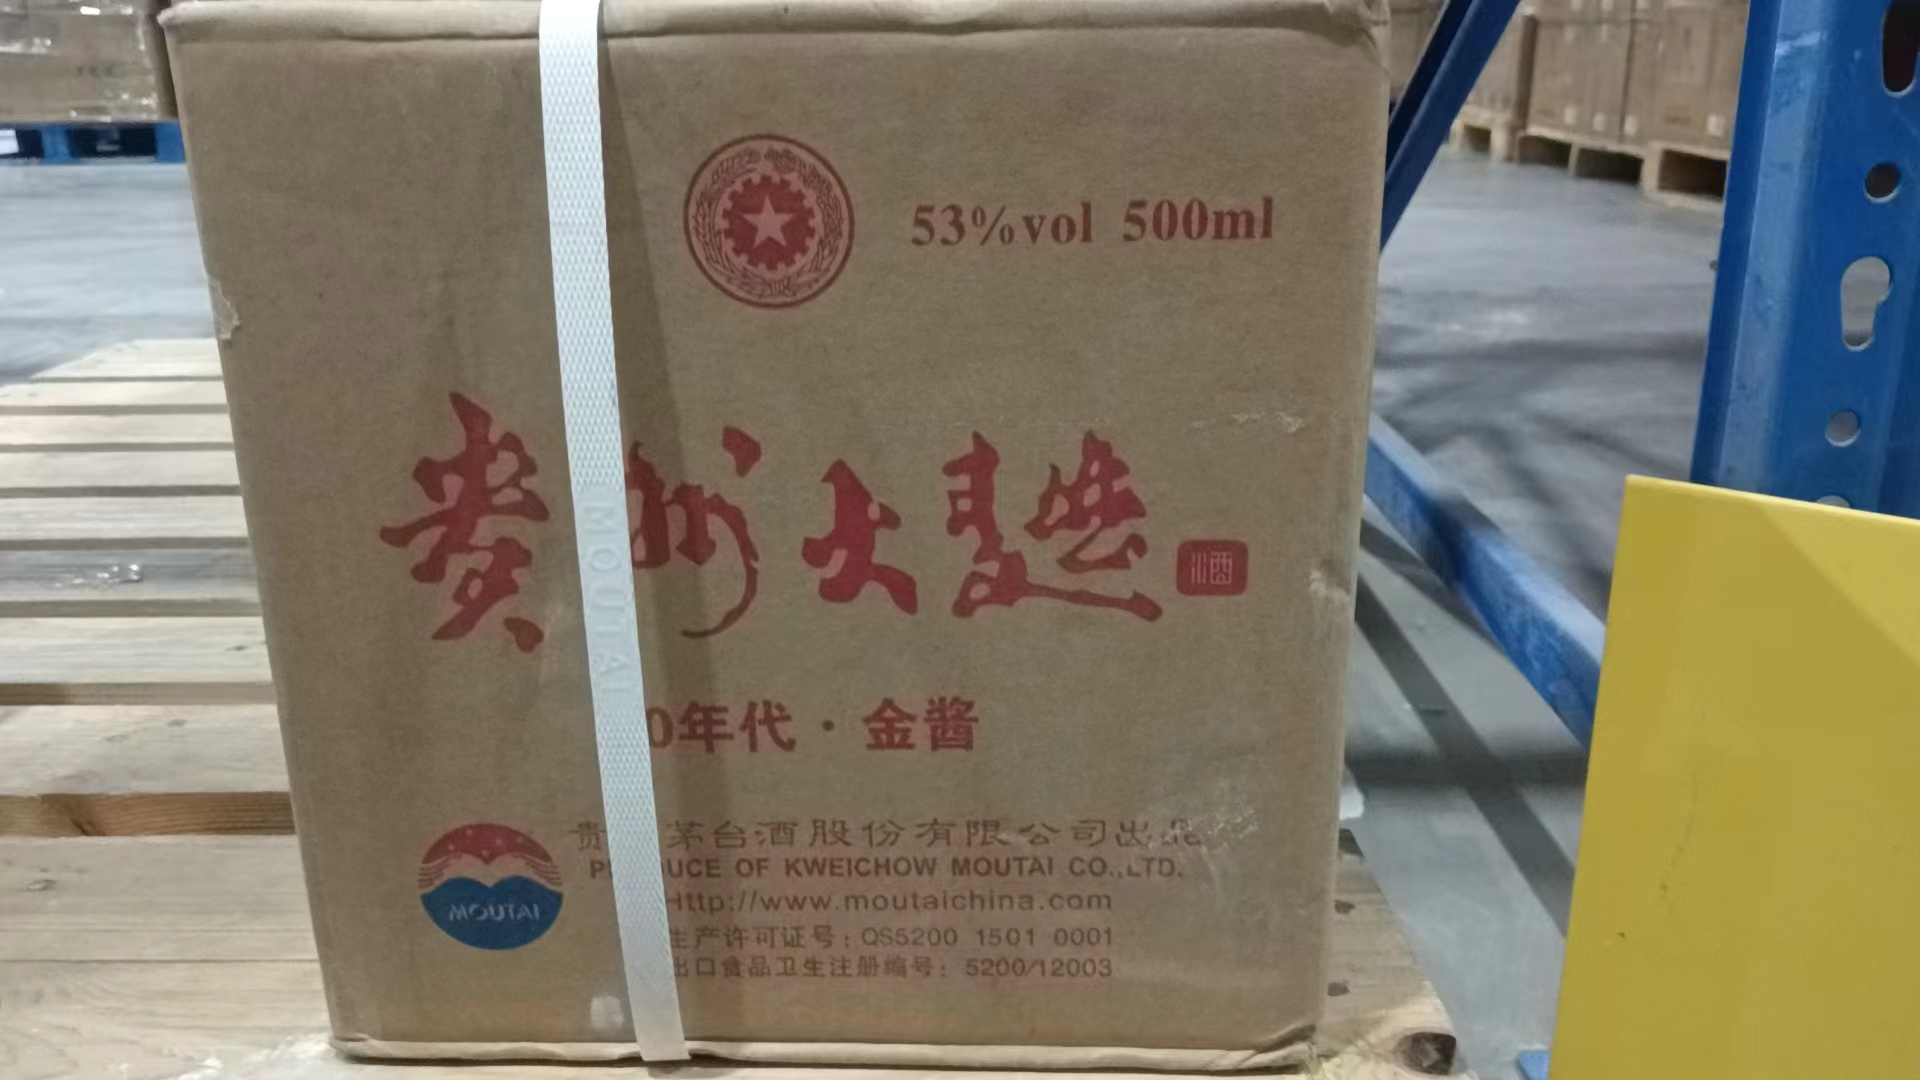 53%vol 500ml
贵州大曲
酒
0年代·金酱
贵 茅台酒股份有限公司出品
P UCE OF KWEICHOW MOUTAI CO.,LTD.
Http://www.moutaichina.com
生产许可证号: QS5200 1501 0001
出口食品卫生注册编号: 5200/12003
MOUTAI
MOUTAI